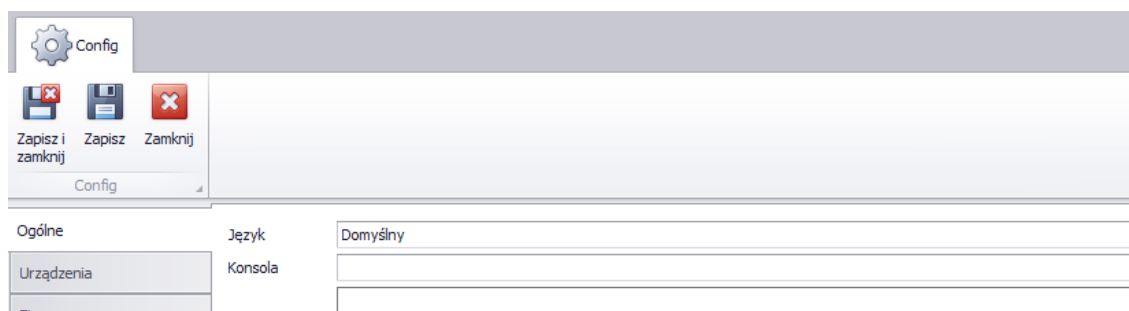 Config
Zapisz i zamknij
Zapisz
Zamknij
Config
Ogólne
Język
Domyślny
Urządzenia
Konsola